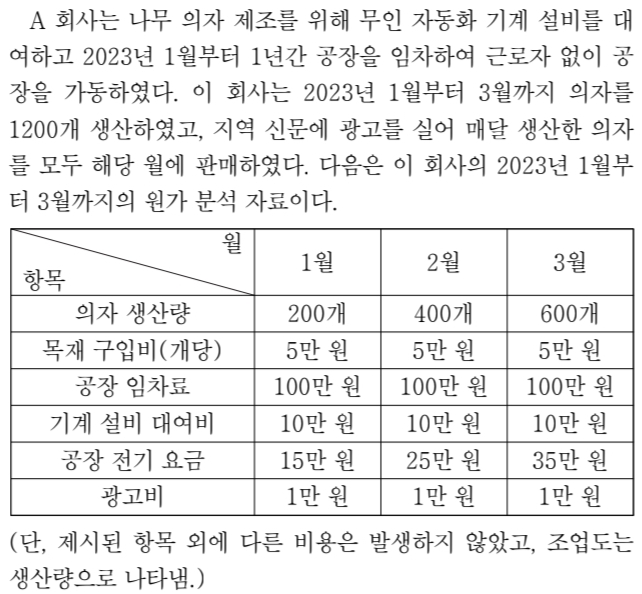 A 회사는 나무 의자 제조를 위해 무인 자동화 기계 설비를 대
여하고 2023년 1월부터 1년간 공장을 임차하여 근로자 없이 공
장을 가동하였다. 이 회사는 2023년 1월부터 3월까지 의자를
1200개 생산하였고, 지역 신문에 광고를 실어 매달 생산한 의자
를 모두 해당 월에 판매하였다. 다음은 이 회사의 2023년 1월부
터 3월까지의 원가 분석 자료이다.
월 항목 1월 2월 3월
의자 생산량 200개 400개 600개
목재 구입비(개당) 5만 원 5만 원 5만 원
공장 임차료 100만 원 100만 원 100만 원
기계 설비 대여비 10만 원 10만 원 10만 원
공장 전기 요금 15만 원 25만 원 35만 원
광고비 1만 원 1만 원 1만 원
(단, 제시된 항목 외에 다른 비용은 발생하지 않았고, 조업도는
생산량으로 나타냄.)